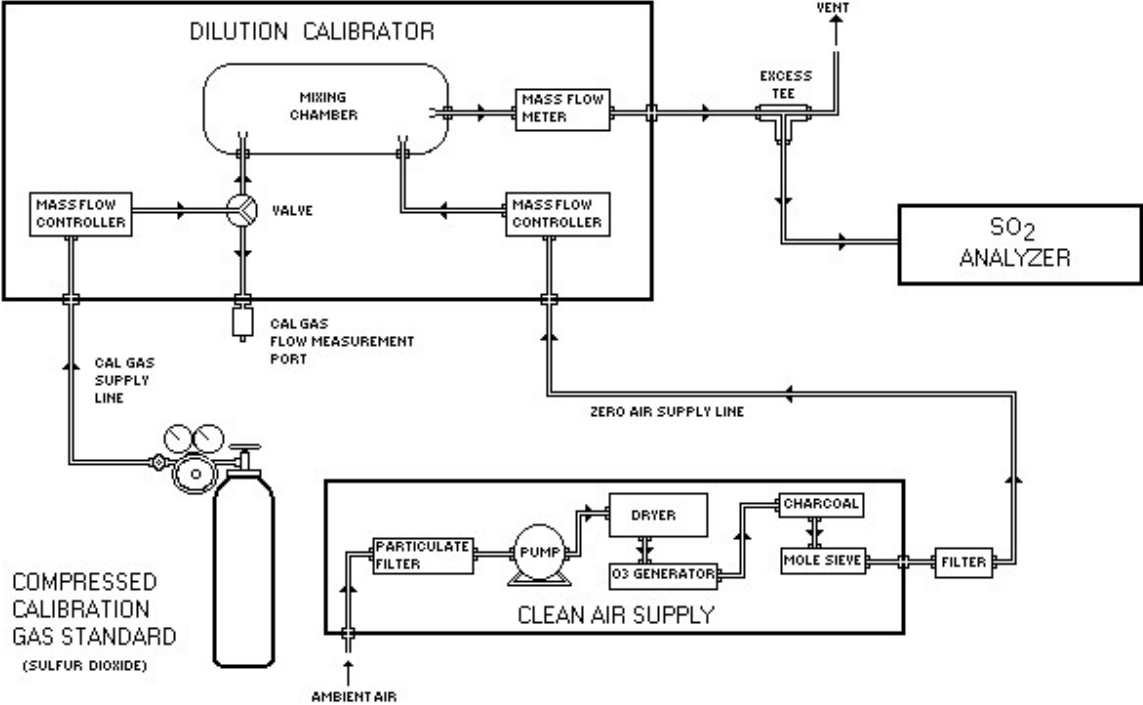 VENT
DILUTION CALIBRATOR
EXCESS
TEE
MIXING
CHAMBER
MASS FLOW
METER
MASS FLOW
CONTROLLER
VALVE
MASS FLOW
CONTROLLER
SO2
ANALYZER
CAL GAS
FLOW MEASUREMENT
PORT
CAL GAS
SUPPLY
LINE
ZERO AIR SUPPLY LINE
CHARCOAL
DRYER
PARTICULATE
FILTER
PUMP
MOLE SIEVE
FILTER
O3 GENERATOR
CLEAN AIR SUPPLY
COMPRESSED
CALIBRATION
GAS STANDARD
(SULFUR DIOXIDE)
AMBIENT AIR